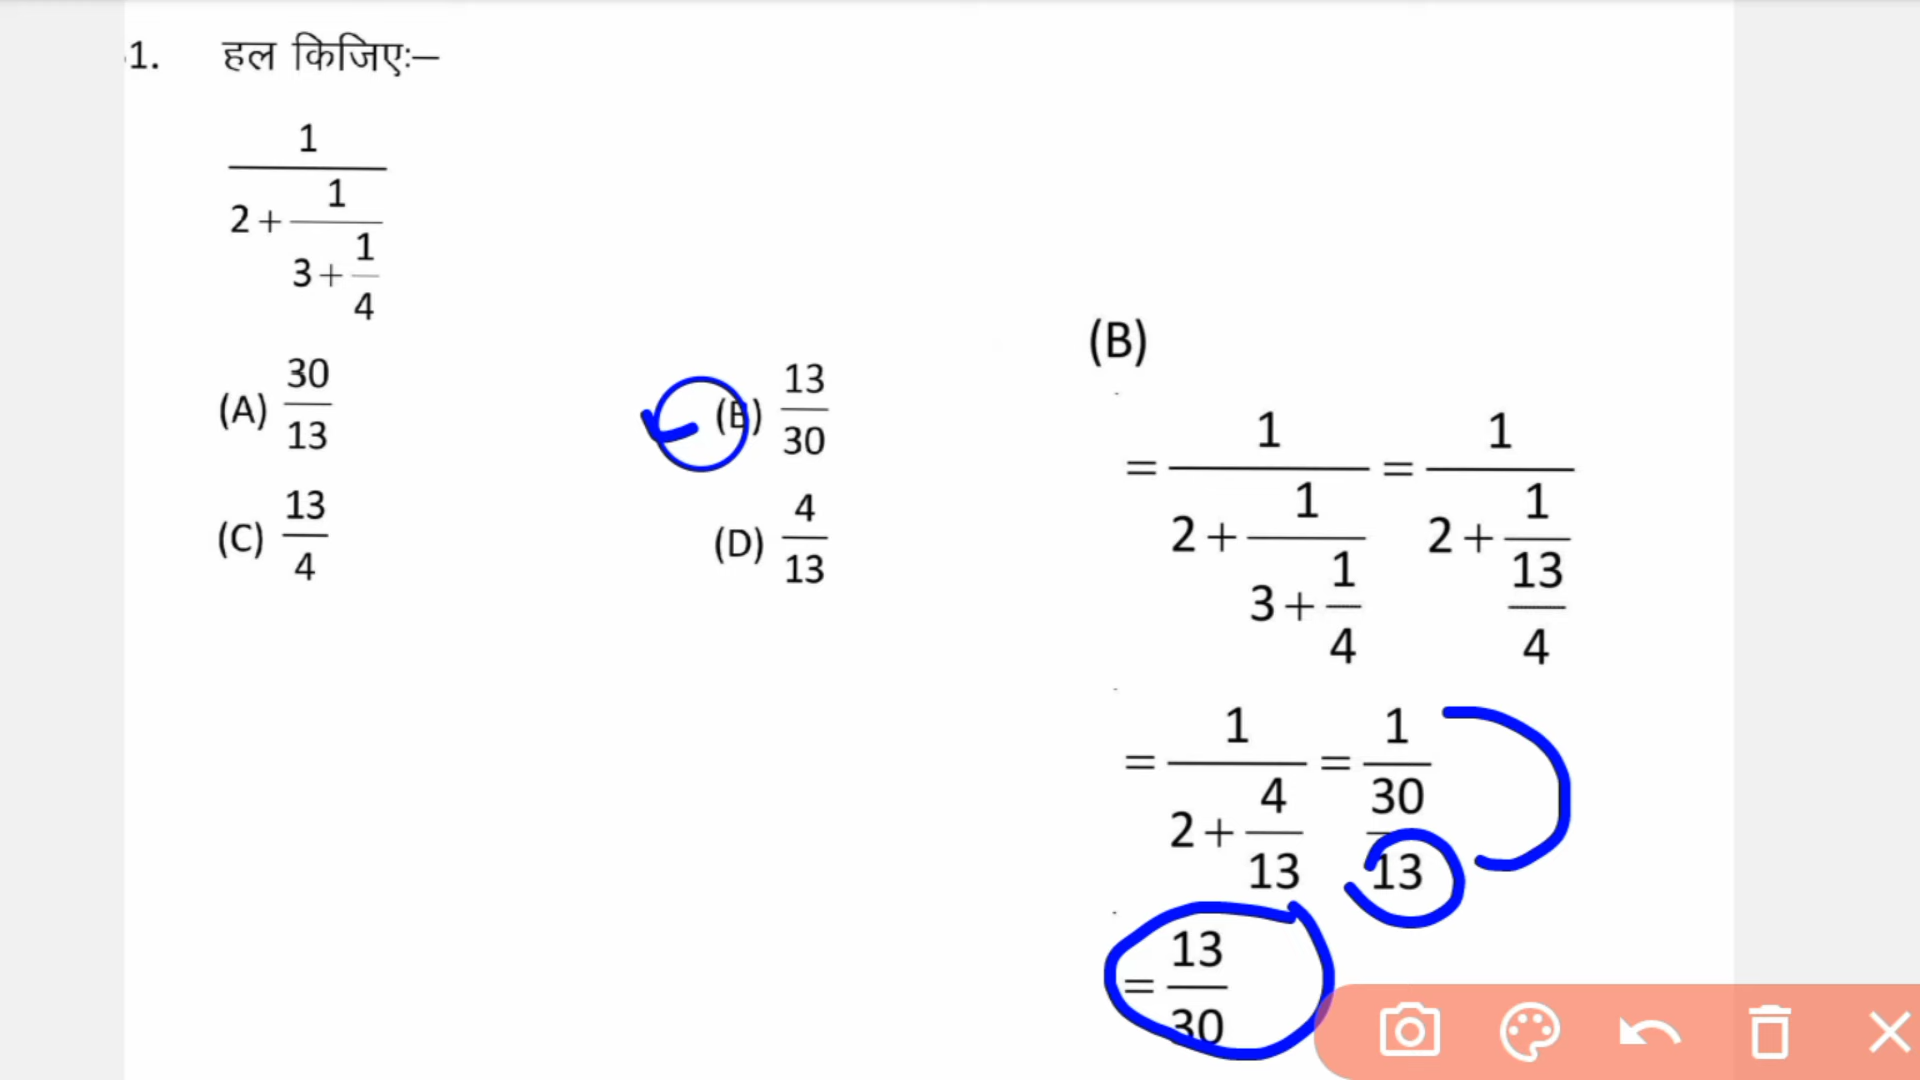 1. हल किजिएः–
1
2+ 1
3+ 1
4
(A) 30/13
(B) 13/30
(C) 13/4
(D) 4/13
(B)
= 1 = 1
2+ 1 2+ 1
3+ 1 13
4 4
= 1 = 1
2+ 4 30
13 13
= 13
30